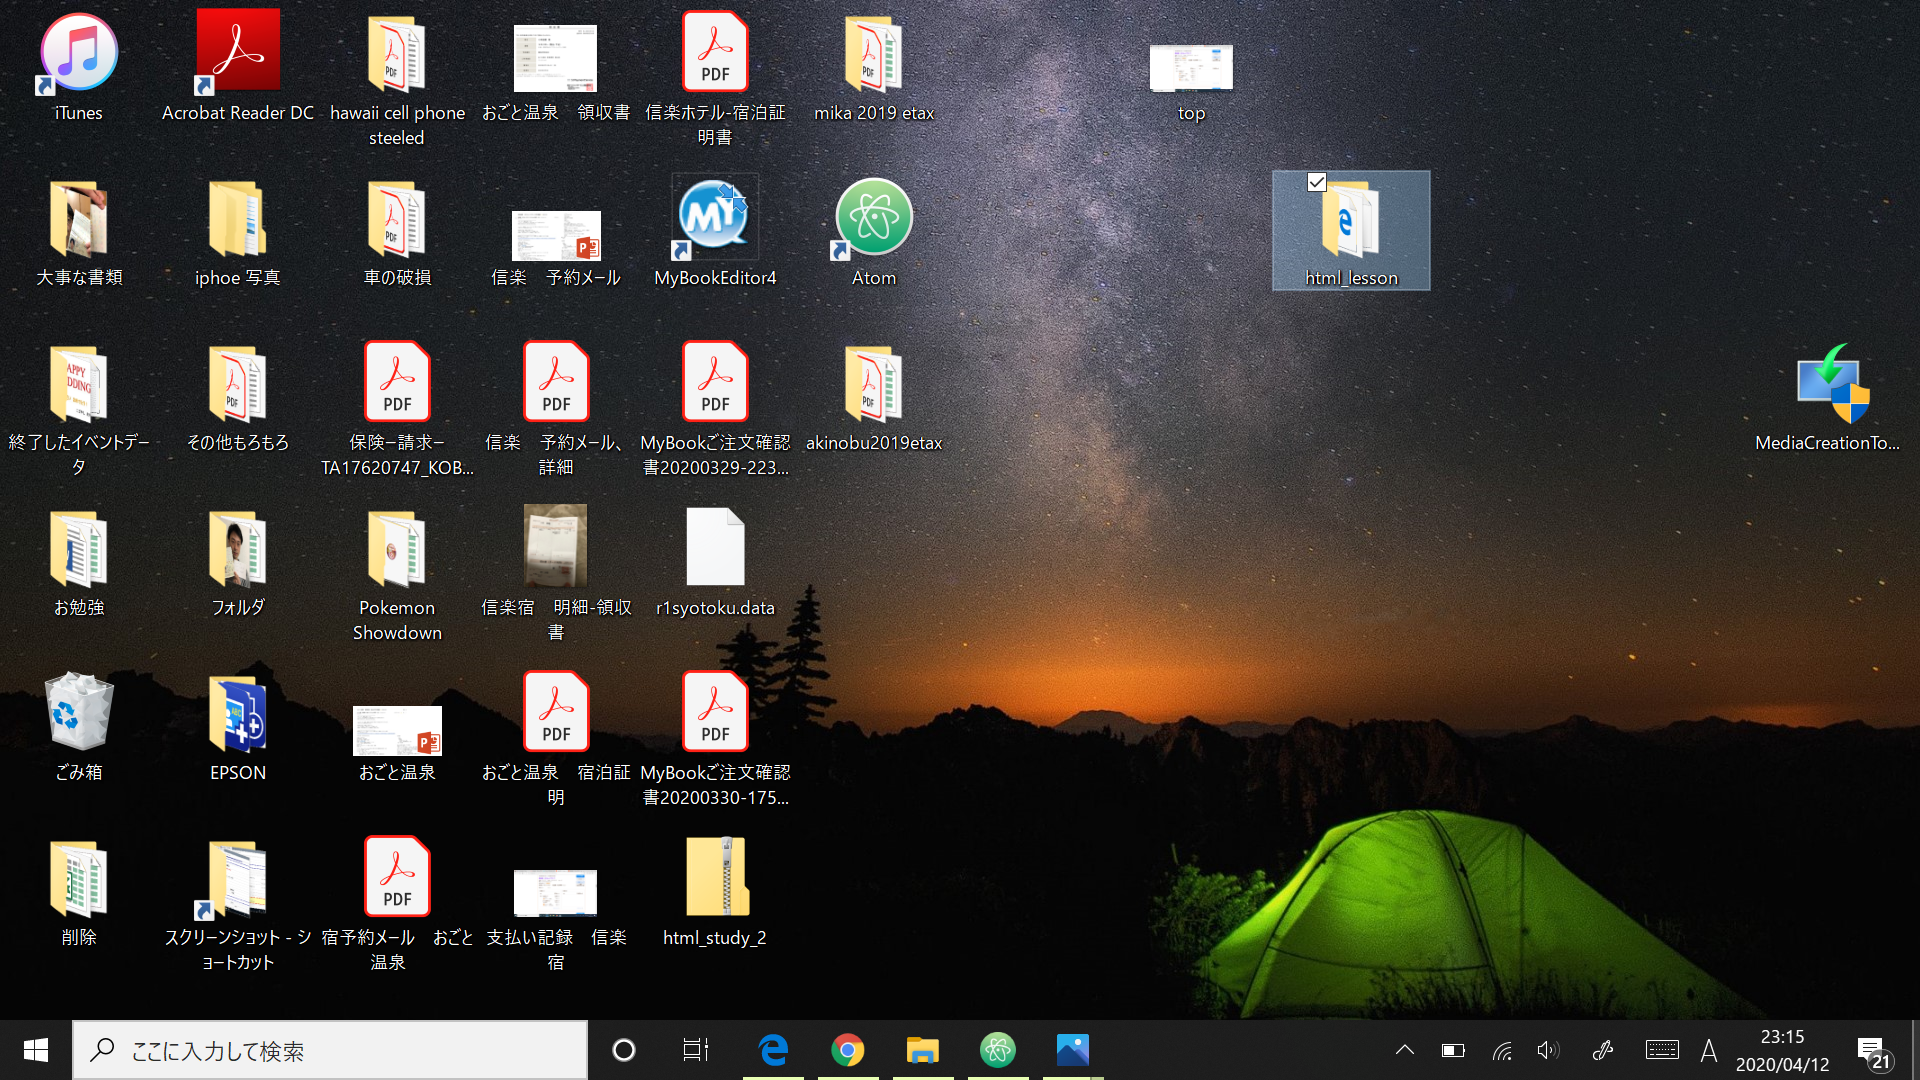 iTunes
Acrobat Reader DC
hawaii cell phone
steeled
おごと温泉　領収書
信楽ホテル-宿泊証
明書
mika 2019 etax
top
大事な書類
iphoe 写真
車の破損
信楽　予約メール
MyBookEditor4
Atom
html_lesson
終了したイベントデー
タ
その他もろもろ
保険ー請求ー
TA17620747_KOB...
信楽　予約メール、
詳細
MyBookご注文確認
書20200329-223...
akinobu2019etax
MediaCreationTo...
お勉強
フォルダ
Pokemon
Showdown
信楽宿　明細-領収
書
r1syotoku.data
ごみ箱
EPSON
おごと温泉
おごと温泉　宿泊証
明
MyBookご注文確認
書20200330-175...
削除
スクリーンショット - シ
ョートカット
宿予約メール　おごと
温泉
支払い記録　信楽
宿
html_study_2
PDF
PDF
PDF
PDF
PDF
PDF
PDF
PDF
PDF
PDF
PDF
PDF
MY
APPY
DDING
ABC
ここに入力して検索
A
23:15
2020/04/12
21